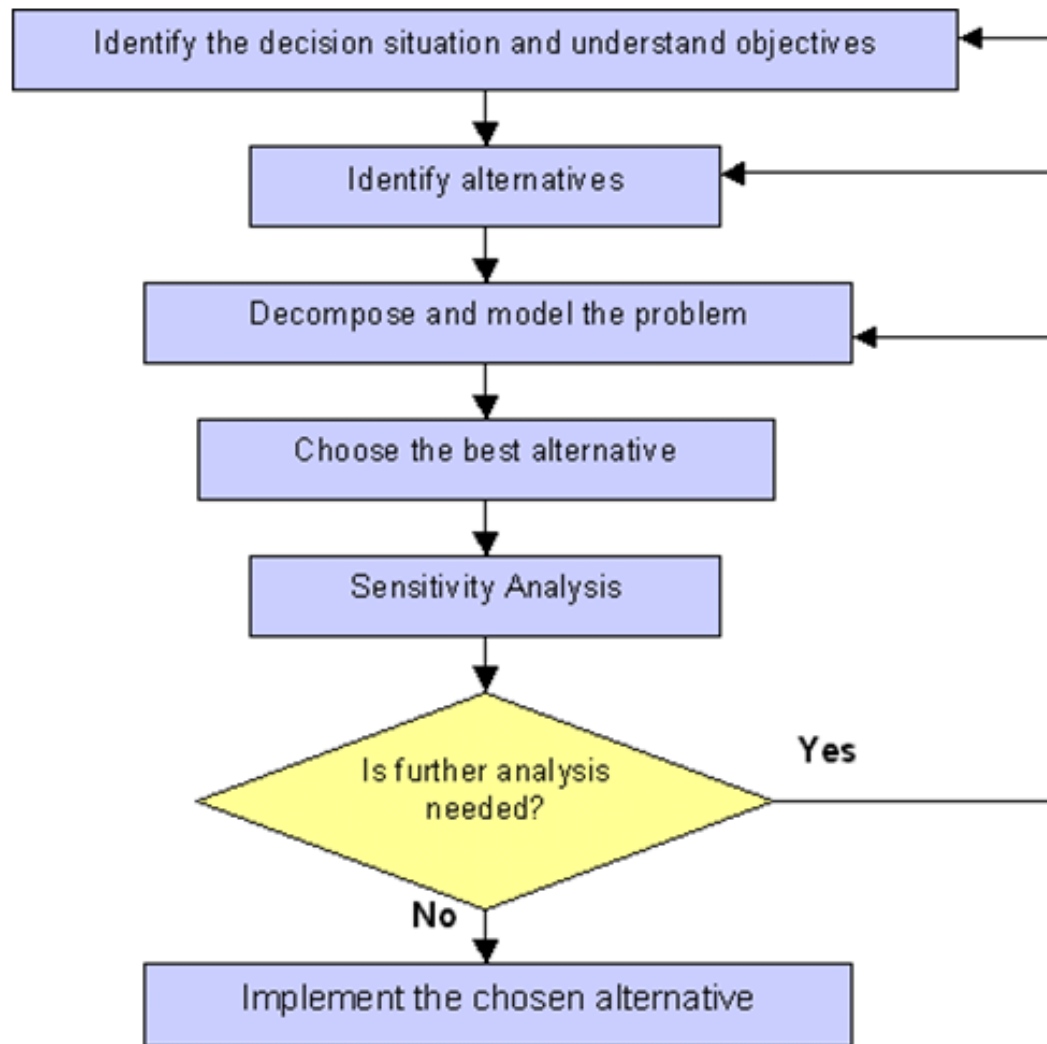 Identify the decision situation and understand objectives
Identify alternatives
Decompose and model the problem
Choose the best alternative
Sensitivity Analysis
Is further analysis
needed?
Yes
No
Implement the chosen alternative